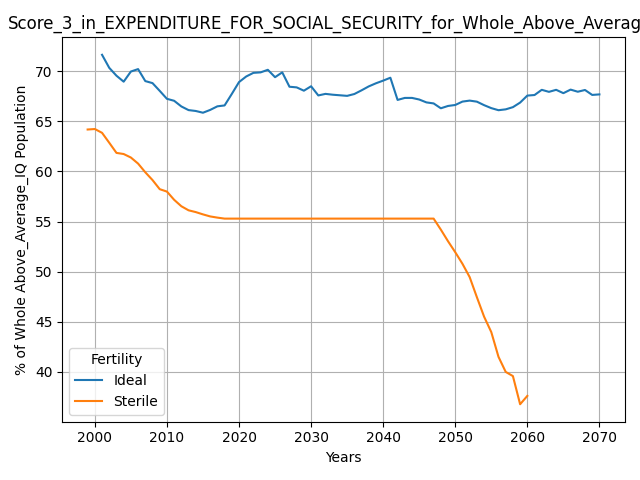 Score_3_in_EXPENDITURE_FOR_SOCIAL_SECURITY_for_Whole_Above_Averag
% of Whole Above_Average_IQ Population
70
65
60
55
50
45
40
Fertility
Ideal
Sterile
2000 2010 2020 2030 2040 2050 2060 2070
Years